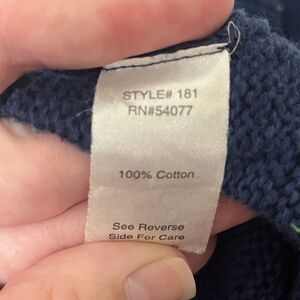 STYLE# 181
RN#54077
100% Cotton
See Reverse
Side For Care